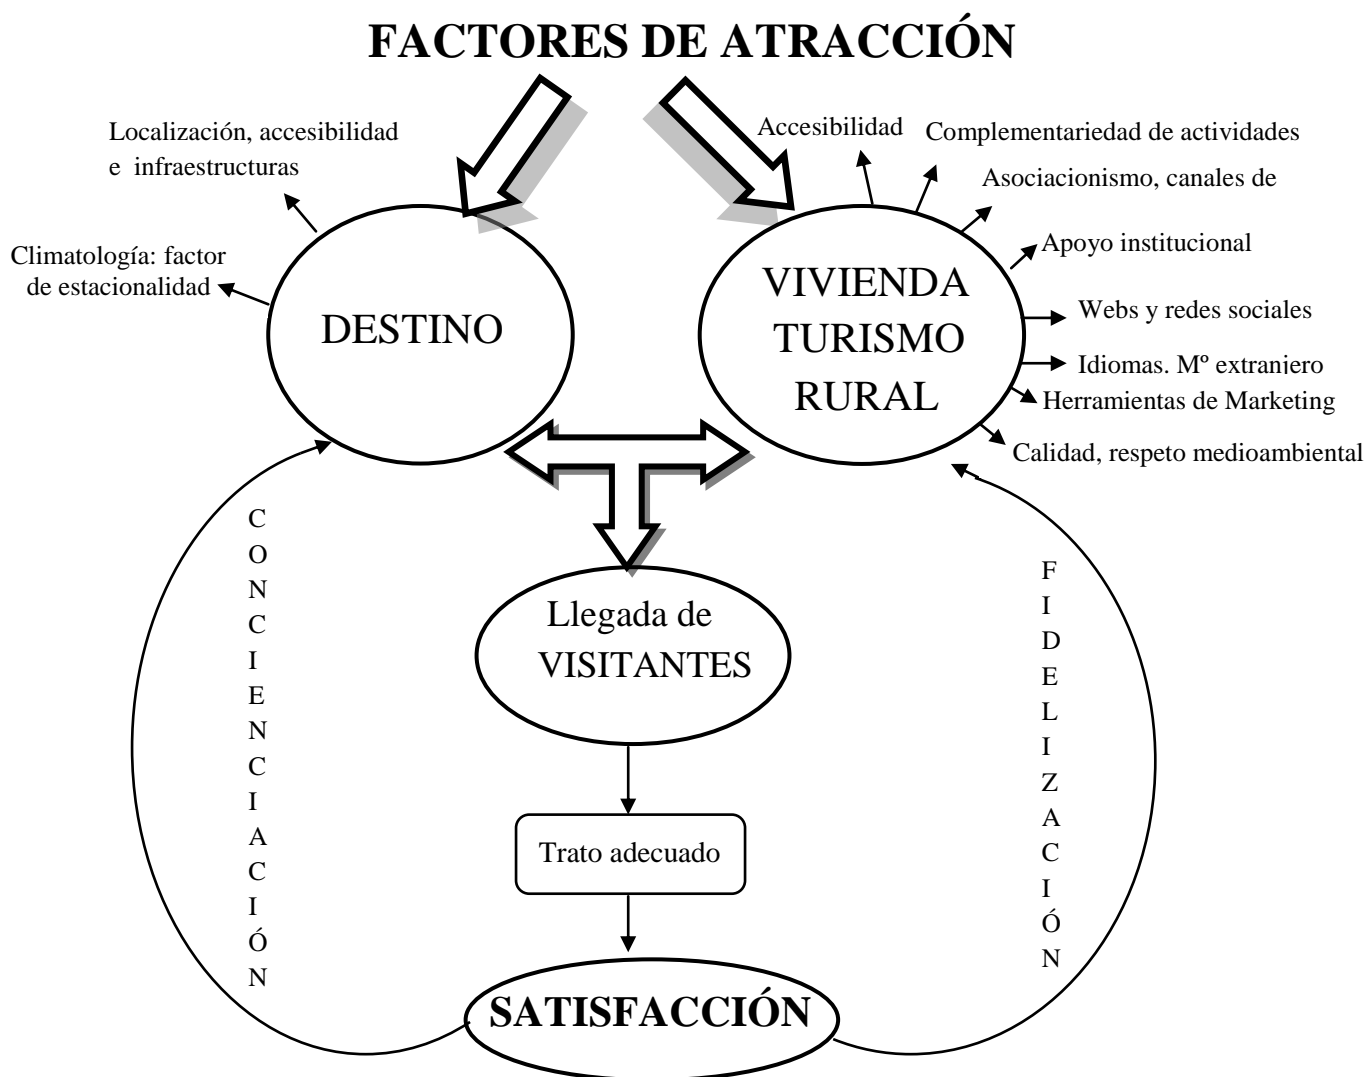 FACTORES DE ATRACCIÓN
Localización, accesibilidad
e infraestructuras
Climatología: factor
de estacionalidad
DESTINO
Accesibilidad
Complementariedad de actividades
Asociacionismo, canales de
Apoyo institucional
Webs y redes sociales
Idiomas. Mº extranjero
Herramientas de Marketing
Calidad, respeto medioambiental
VIVIENDA
TURISMO
RURAL
CONCIENCIACIÓN
Llegada de
VISITANTES
Trato adecuado
SATISFACCIÓN
FIDELIZACIÓN